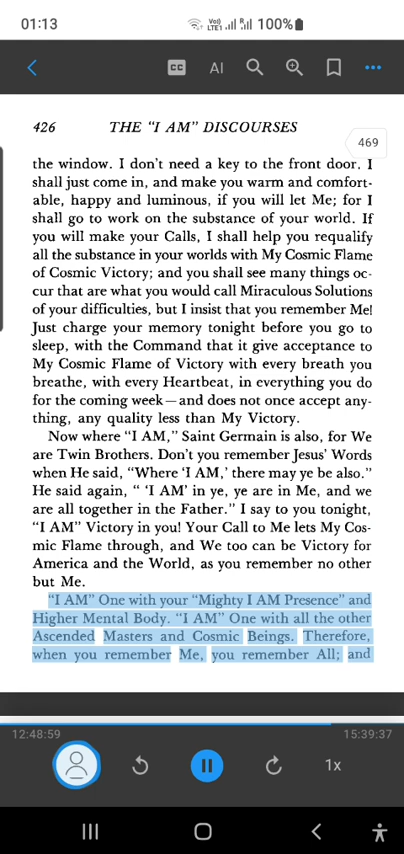 01:13
Vo))
LTE1
R
100%
CC
AI
426 THE “I AM” DISCOURSES
469
the window. I don’t need a key to the front door. I
shall just come in, and make you warm and comfort-
able, happy and luminous, if you will let Me; for I
shall go to work on the substance of your world. If
you will make your Calls, I shall help you requalify
all the substance in your worlds with My Cosmic Flame
of Cosmic Victory; and you shall see many things oc-
cur that are what you would call Miraculous Solutions
of your difficulties, but I insist that you remember Me!
Just charge your memory tonight before you go to
sleep, with the Command that it give acceptance to
My Cosmic Flame of Victory with every breath you
breathe, with every Heartbeat, in everything you do
for the coming week—and does not once accept any-
thing, any quality less than My Victory.
Now where “I AM,” Saint Germain is also, for We
are Twin Brothers. Don’t you remember Jesus’ Words
when He said, “Where ‘I AM,’ there may ye be also.”
He said again, “ ‘I AM’ in ye, ye are in Me, and we
are all together in the Father.” I say to you tonight,
“I AM” Victory in you! Your Call to Me lets My Cos-
mic Flame through, and We too can be Victory for
America and the World, as you remember no other
but Me.
“I AM” One with your “Mighty I AM Presence” and
Higher Mental Body. “I AM” One with all the other
Ascended Masters and Cosmic Beings. Therefore,
when you remember Me, you remember All; and
12:48:59
15:39:37
1x